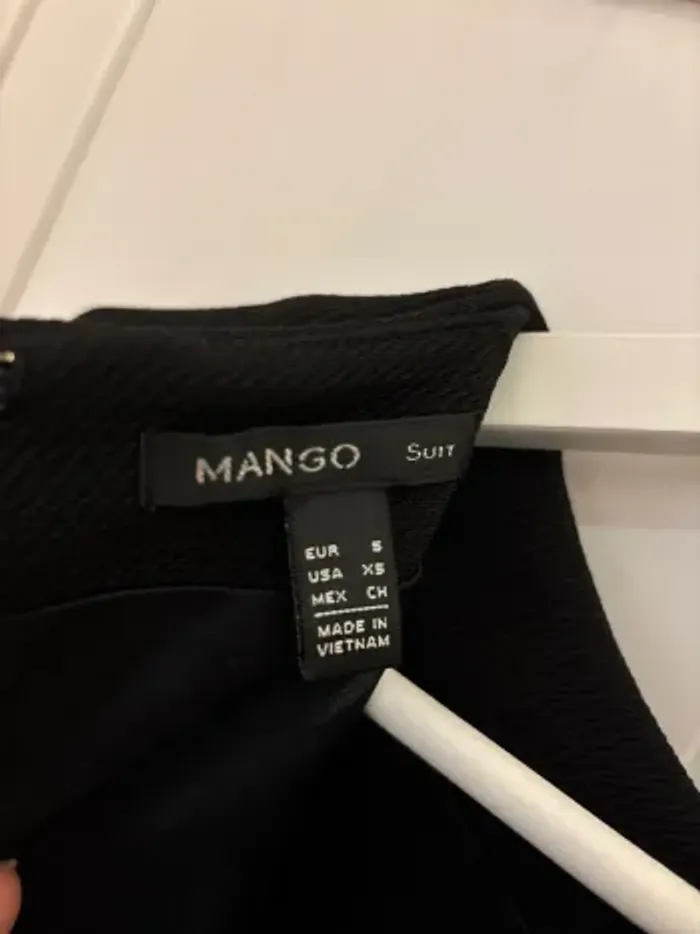 MANGO Suit
EUR S
USA XS
MEX CH
MADE IN
VIETNAM